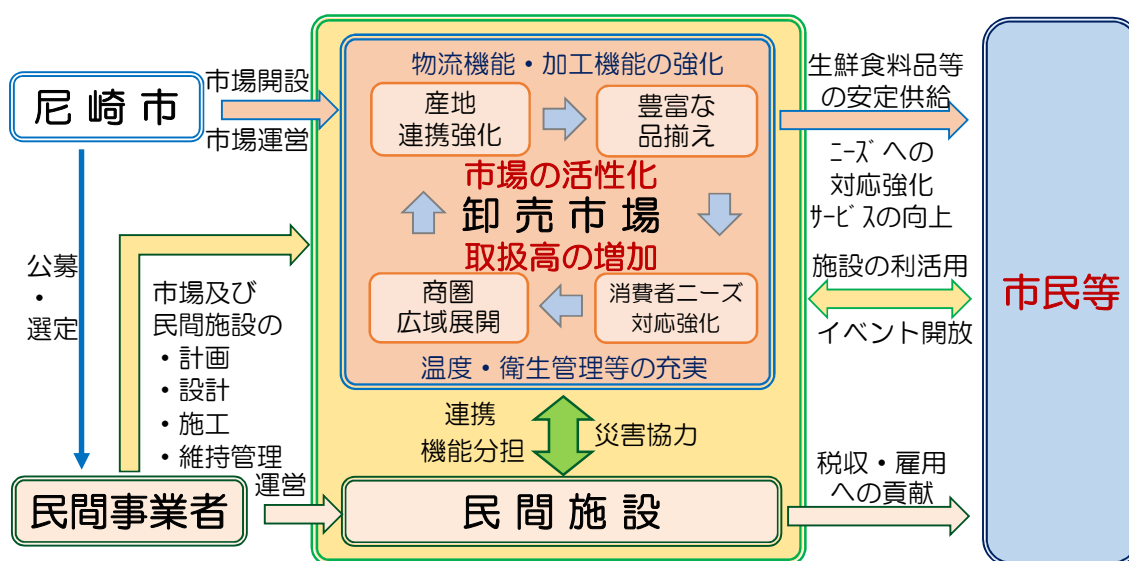 尼崎市
市場開設
市場運営
公募
・
選定
市場及び
民間施設の
・計画
・設計
・施工
・維持管理
民間事業者
運営
物流機能・加工機能の強化
産地
連携強化
豊富な
品揃え
市場の活性化
卸売市場
取扱高の増加
商圏
広域展開
消費者ニーズ
対応強化
温度・衛生管理等の充実
連携
機能分担
災害協力
民間施設
生鮮食料品等
の安定供給
ニーズへの
対応強化
サービスの向上
施設の利活用
イベント開放
税収・雇用
への貢献
市民等